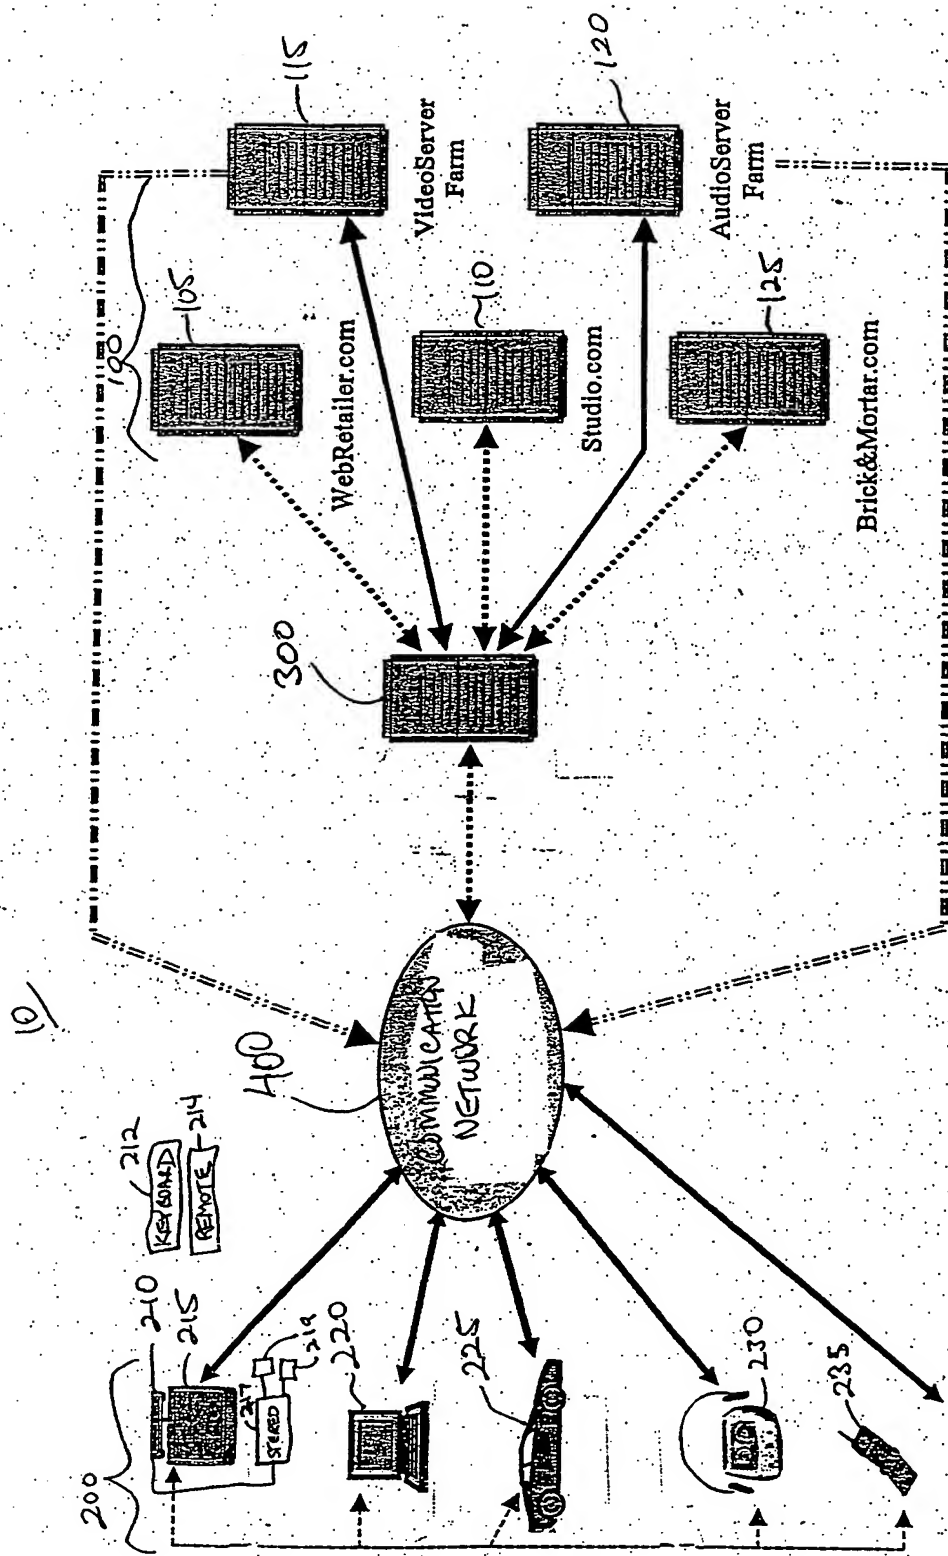 10
200
210
215
217
STEREO
219
219
KEYBOARD
212
REMOTE
214
220
225
230
235
400
COMMUNICATION
NETWORK
300
100
105
WebRetailer.com
115
VideoServer
Farm
110
Studio.com
120
AudioServer
Farm
125
Brick&Mortar.com